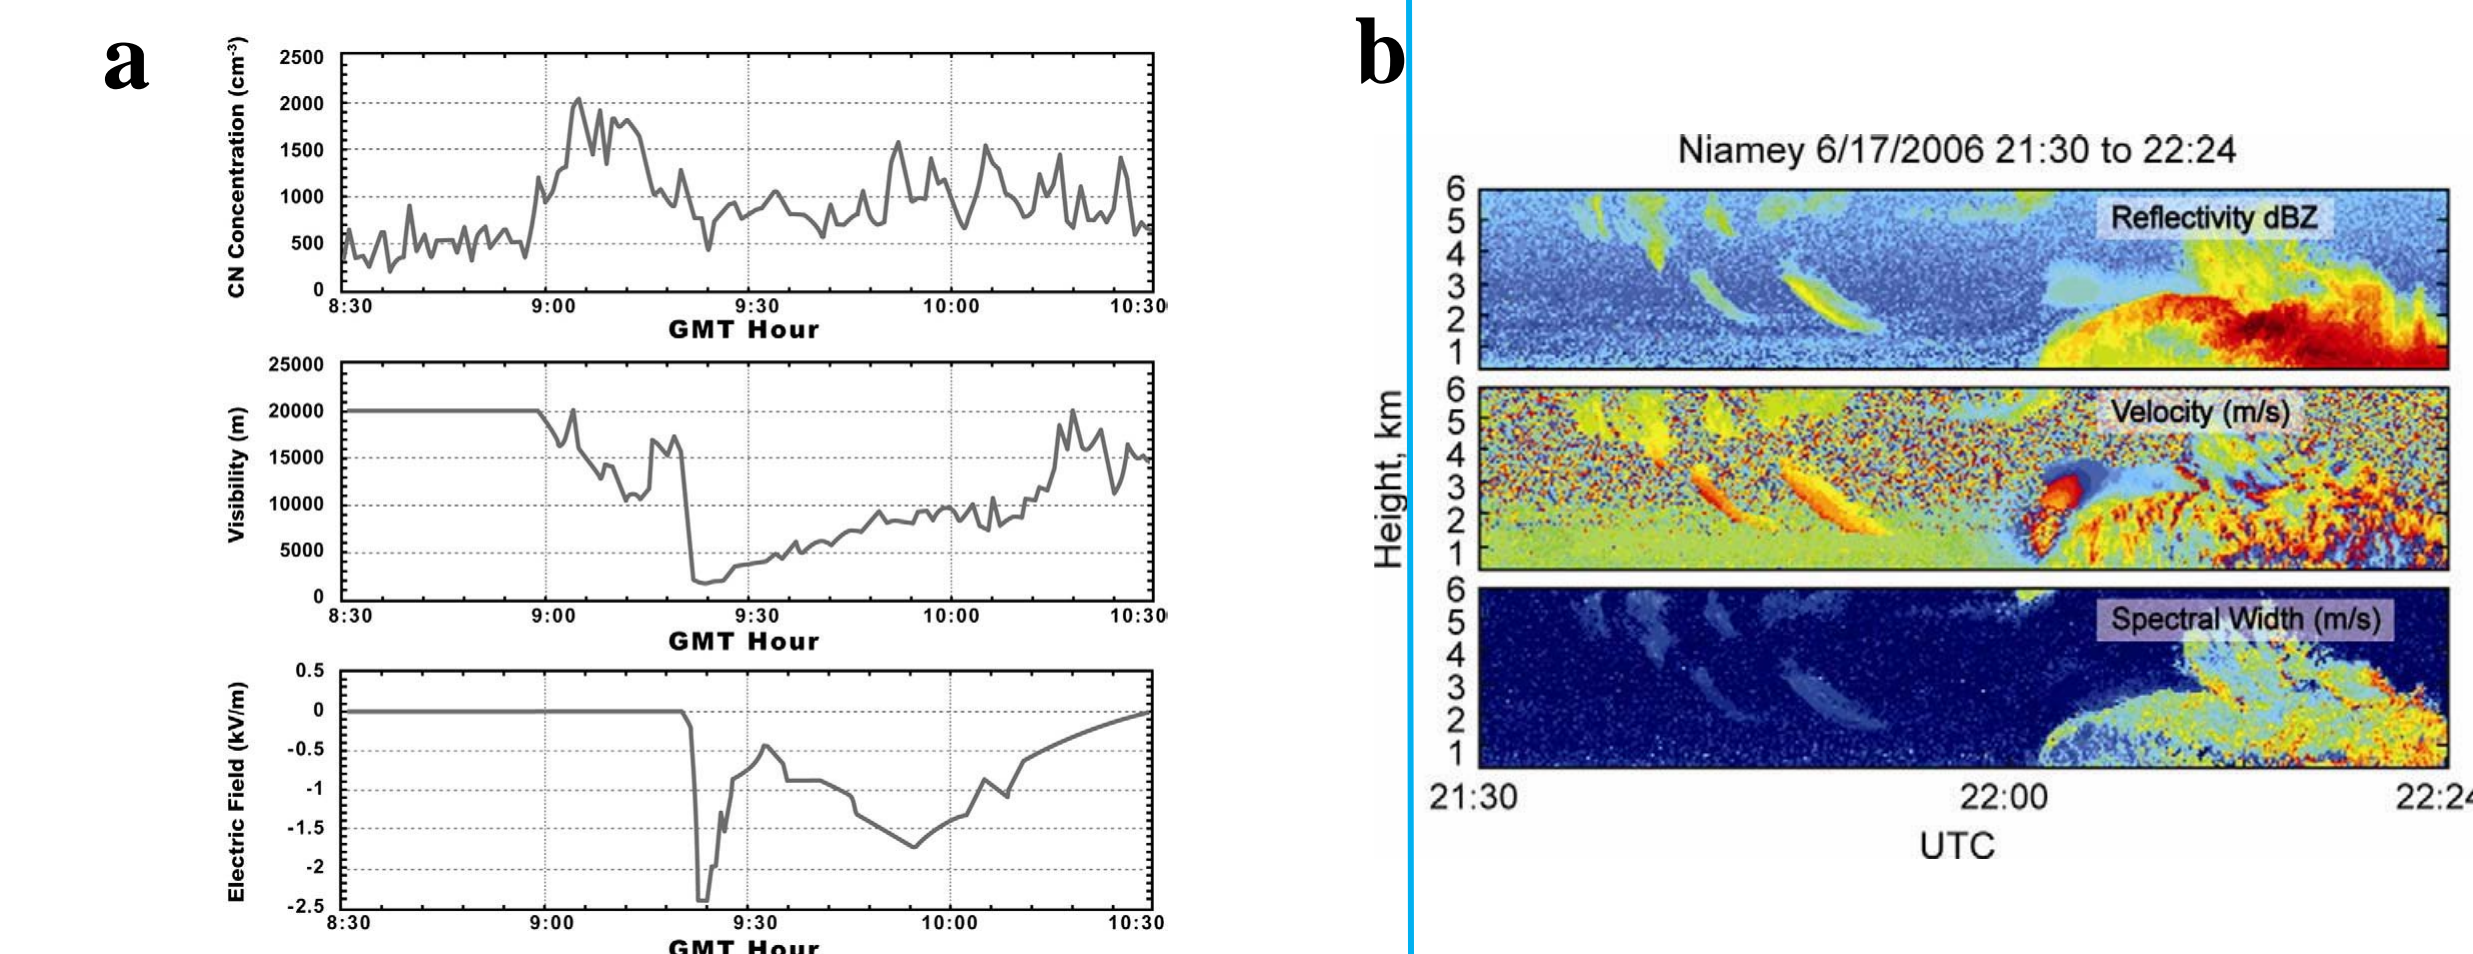 a
CN Concentration (cm-3)
2500
2000
1500
1000
500
0
8:30 9:00 9:30 10:00 10:30
GMT Hour
Visibility (m)
25000
20000
15000
10000
5000
0
8:30 9:00 9:30 10:00 10:30
GMT Hour
Electric Field (kV/m)
0.5
0
-0.5
-1
-1.5
-2
-2.5
8:30 9:00 9:30 10:00 10:30
GMT Hour
b
Niamey 6/17/2006 21:30 to 22:24
Height, km
6
5
4
3
2
1
Reflectivity dBZ
6
5
4
3
2
1
Velocity (m/s)
6
5
4
3
2
1
Spectral Width (m/s)
21:30 22:00 22:24
UTC